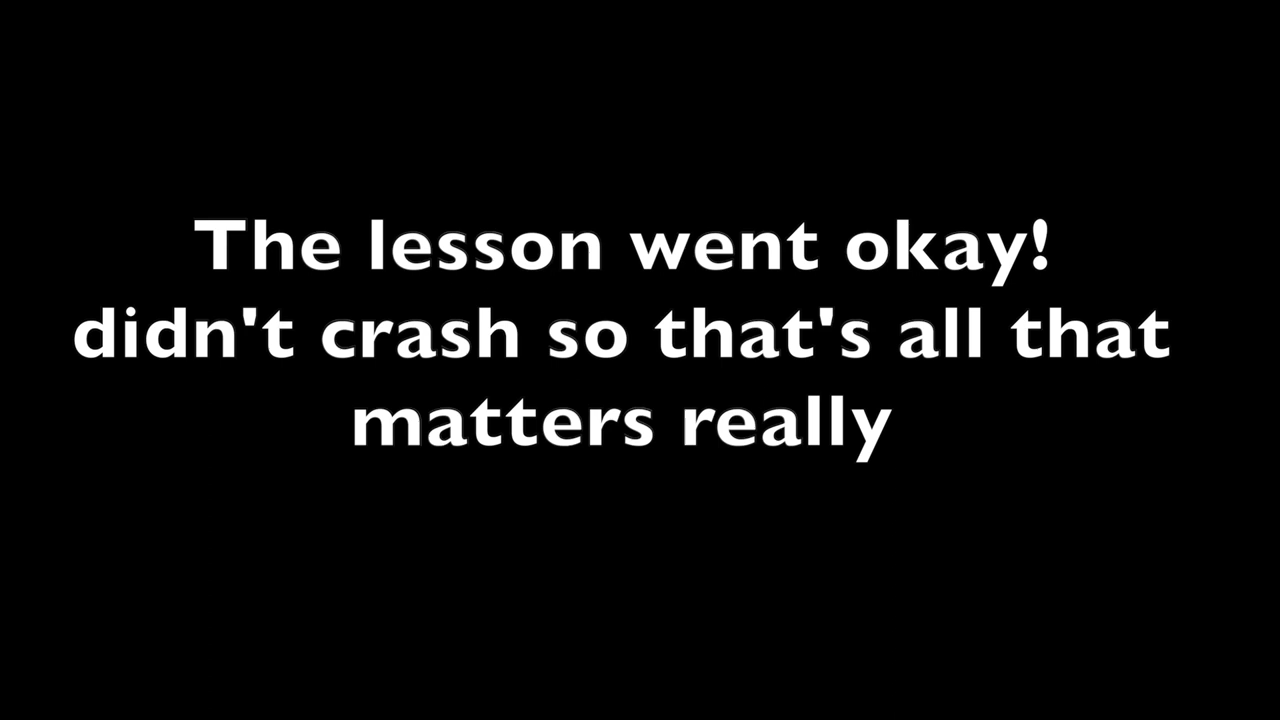 The lesson went okay!
didn't crash so that's all that
matters really